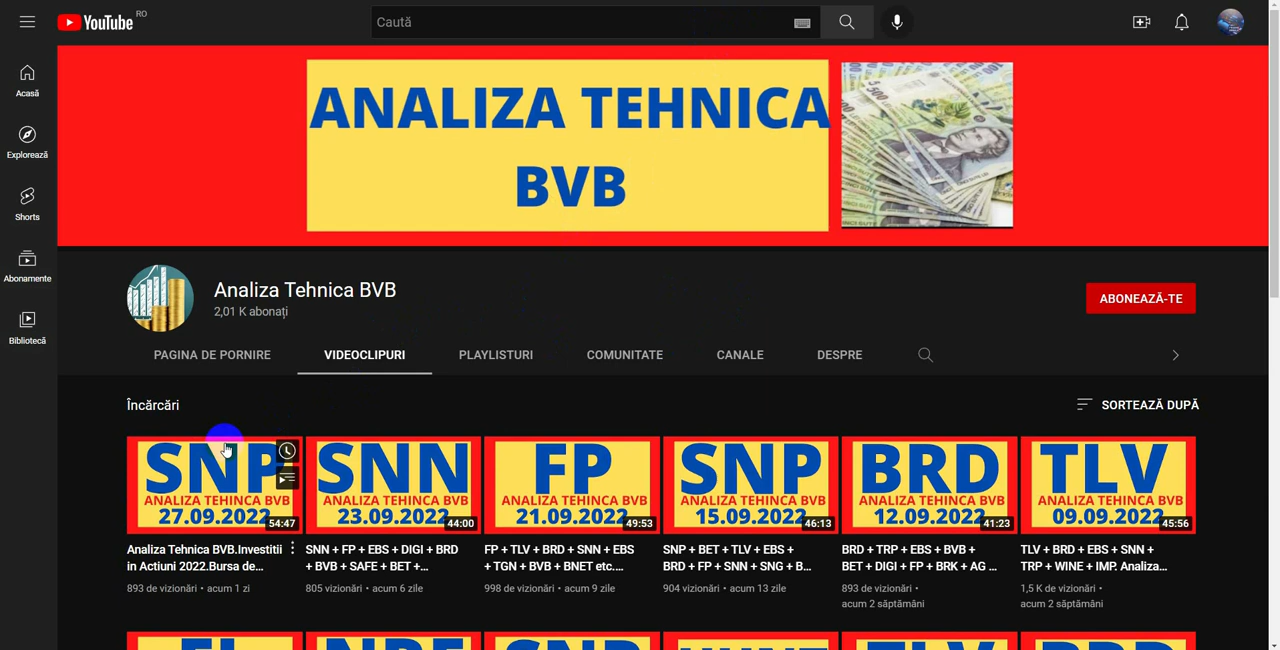 YouTube RO
Caută
Acasă
Explorează
Shorts
Abonamente
Bibliotecă
ANALIZA TEHNICA
BVB
Analiza Tehnica BVB
2,01 K abonați
ABONEAZĂ-TE
PAGINA DE PORNIRE VIDEOCLIPURI PLAYLISTURI COMUNITATE CANALE DESPRE
Încărcări
SORTEAZĂ DUPĂ
SNP
ANALIZA TEHINCA BVB
27.09.2022
54:47
Analiza Tehnica BVB.Investitii
in Actiuni 2022.Bursa de...
893 de vizionări • acum 1 zi
SNN
ANALIZA TEHINCA BVB
23.09.2022
44:00
SNN + FP + EBS + DIGI + BRD
+ BVB + SAFE + BET +...
805 vizionări • acum 6 zile
FP
ANALIZA TEHINCA BVB
21.09.2022
49:53
FP + TLV + BRD + SNN + EBS
+ TGN + BVB + BNET etc....
998 de vizionări • acum 9 zile
SNP
ANALIZA TEHINCA BVB
15.09.2022
46:13
SNP + BET + TLV + EBS +
BRD + FP + SNN + SNG + B...
904 vizionări • acum 13 zile
BRD
ANALIZA TEHINCA BVB
12.09.2022
41:23
BRD + TRP + EBS + BVB +
BET + DIGI + FP + BRK + AG ...
893 de vizionări •
acum 2 săptămâni
TLV
ANALIZA TEHINCA BVB
09.09.2022
45:56
TLV + BRD + EBS + SNN +
TRP + WINE + IMP. Analiza...
1,5 K de vizionări •
acum 2 săptămâni
SNP
TLV
BRD